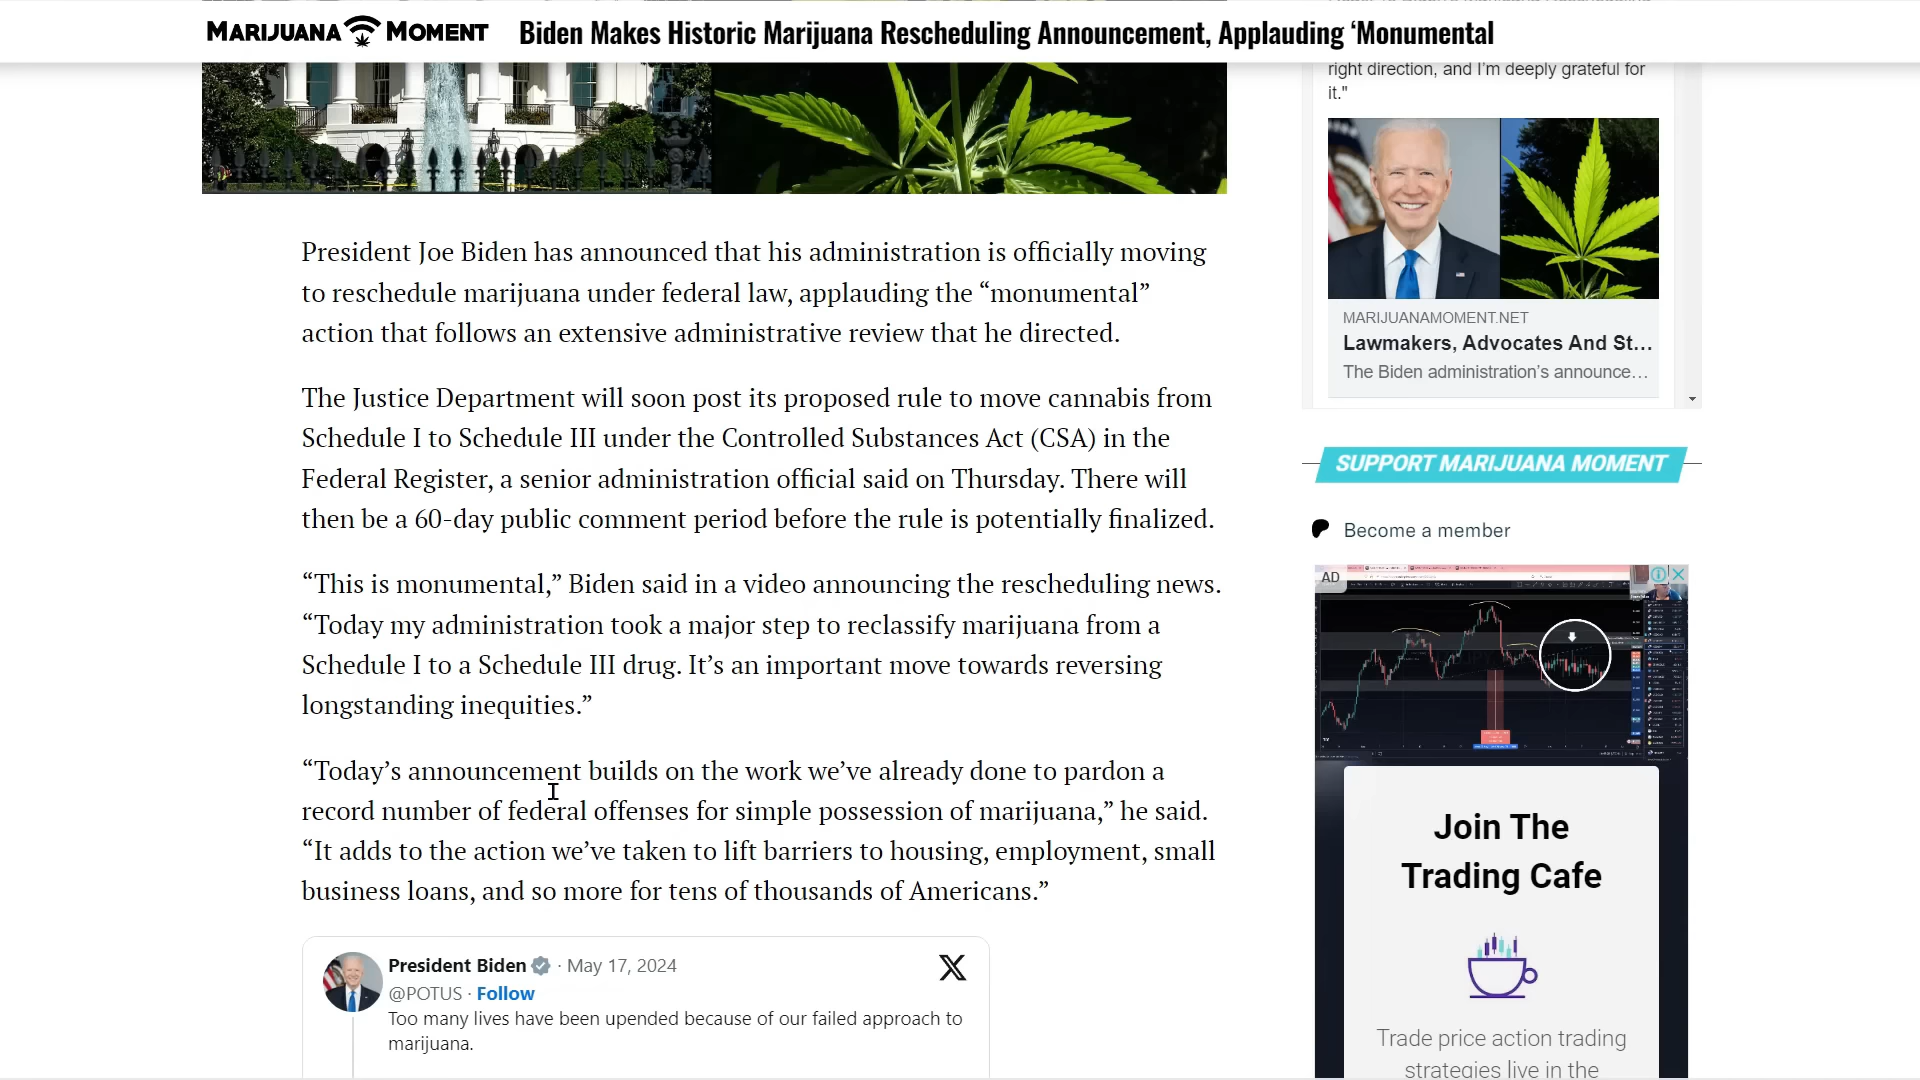 MARIJUANA MOMENT
Biden Makes Historic Marijuana Rescheduling Announcement, Applauding ‘Monumental
President Joe Biden has announced that his administration is officially moving
to reschedule marijuana under federal law, applauding the “monumental”
action that follows an extensive administrative review that he directed.
The Justice Department will soon post its proposed rule to move cannabis from
Schedule I to Schedule III under the Controlled Substances Act (CSA) in the
Federal Register, a senior administration official said on Thursday. There will
then be a 60-day public comment period before the rule is potentially finalized.
“This is monumental,” Biden said in a video announcing the rescheduling news.
“Today my administration took a major step to reclassify marijuana from a
Schedule I to a Schedule III drug. It’s an important move towards reversing
longstanding inequities.”
“Today’s announcement builds on the work we’ve already done to pardon a
record number of federal offenses for simple possession of marijuana,” he said.
“It adds to the action we’ve taken to lift barriers to housing, employment, small
business loans, and so more for tens of thousands of Americans.”
President Biden · May 17, 2024
@POTUS · Follow
Too many lives have been upended because of our failed approach to
marijuana.
right direction, and I'm deeply grateful for
it."
MARIJUANAMOMENT.NET
Lawmakers, Advocates And St...
The Biden administration's announce...
SUPPORT MARIJUANA MOMENT
Become a member
AD
Join The
Trading Cafe
Trade price action trading
strategies live in the